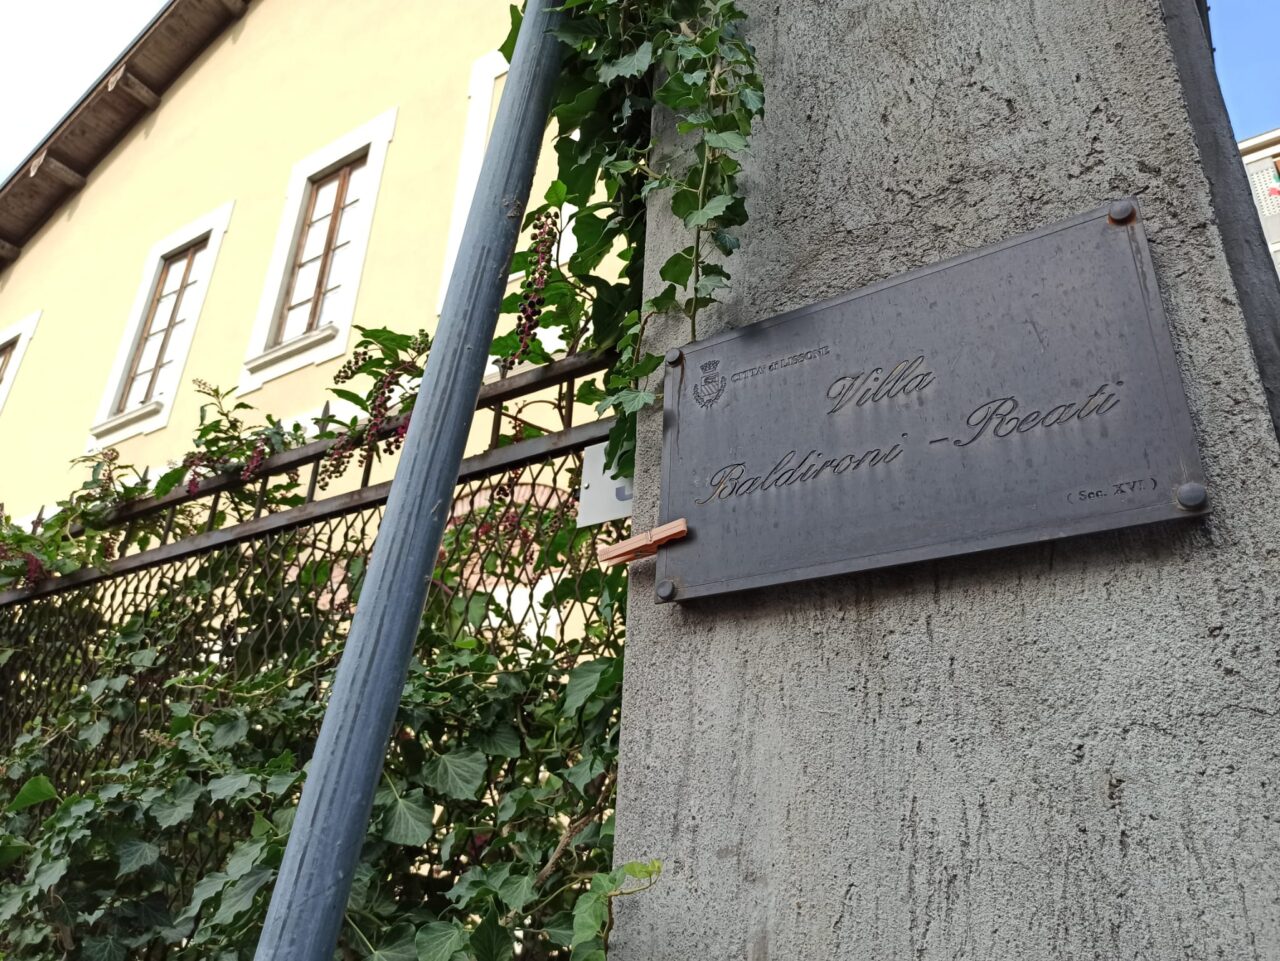 CITTA' di LISSONE
Villa
Baldironi - Reati
( Sec. XVI. )